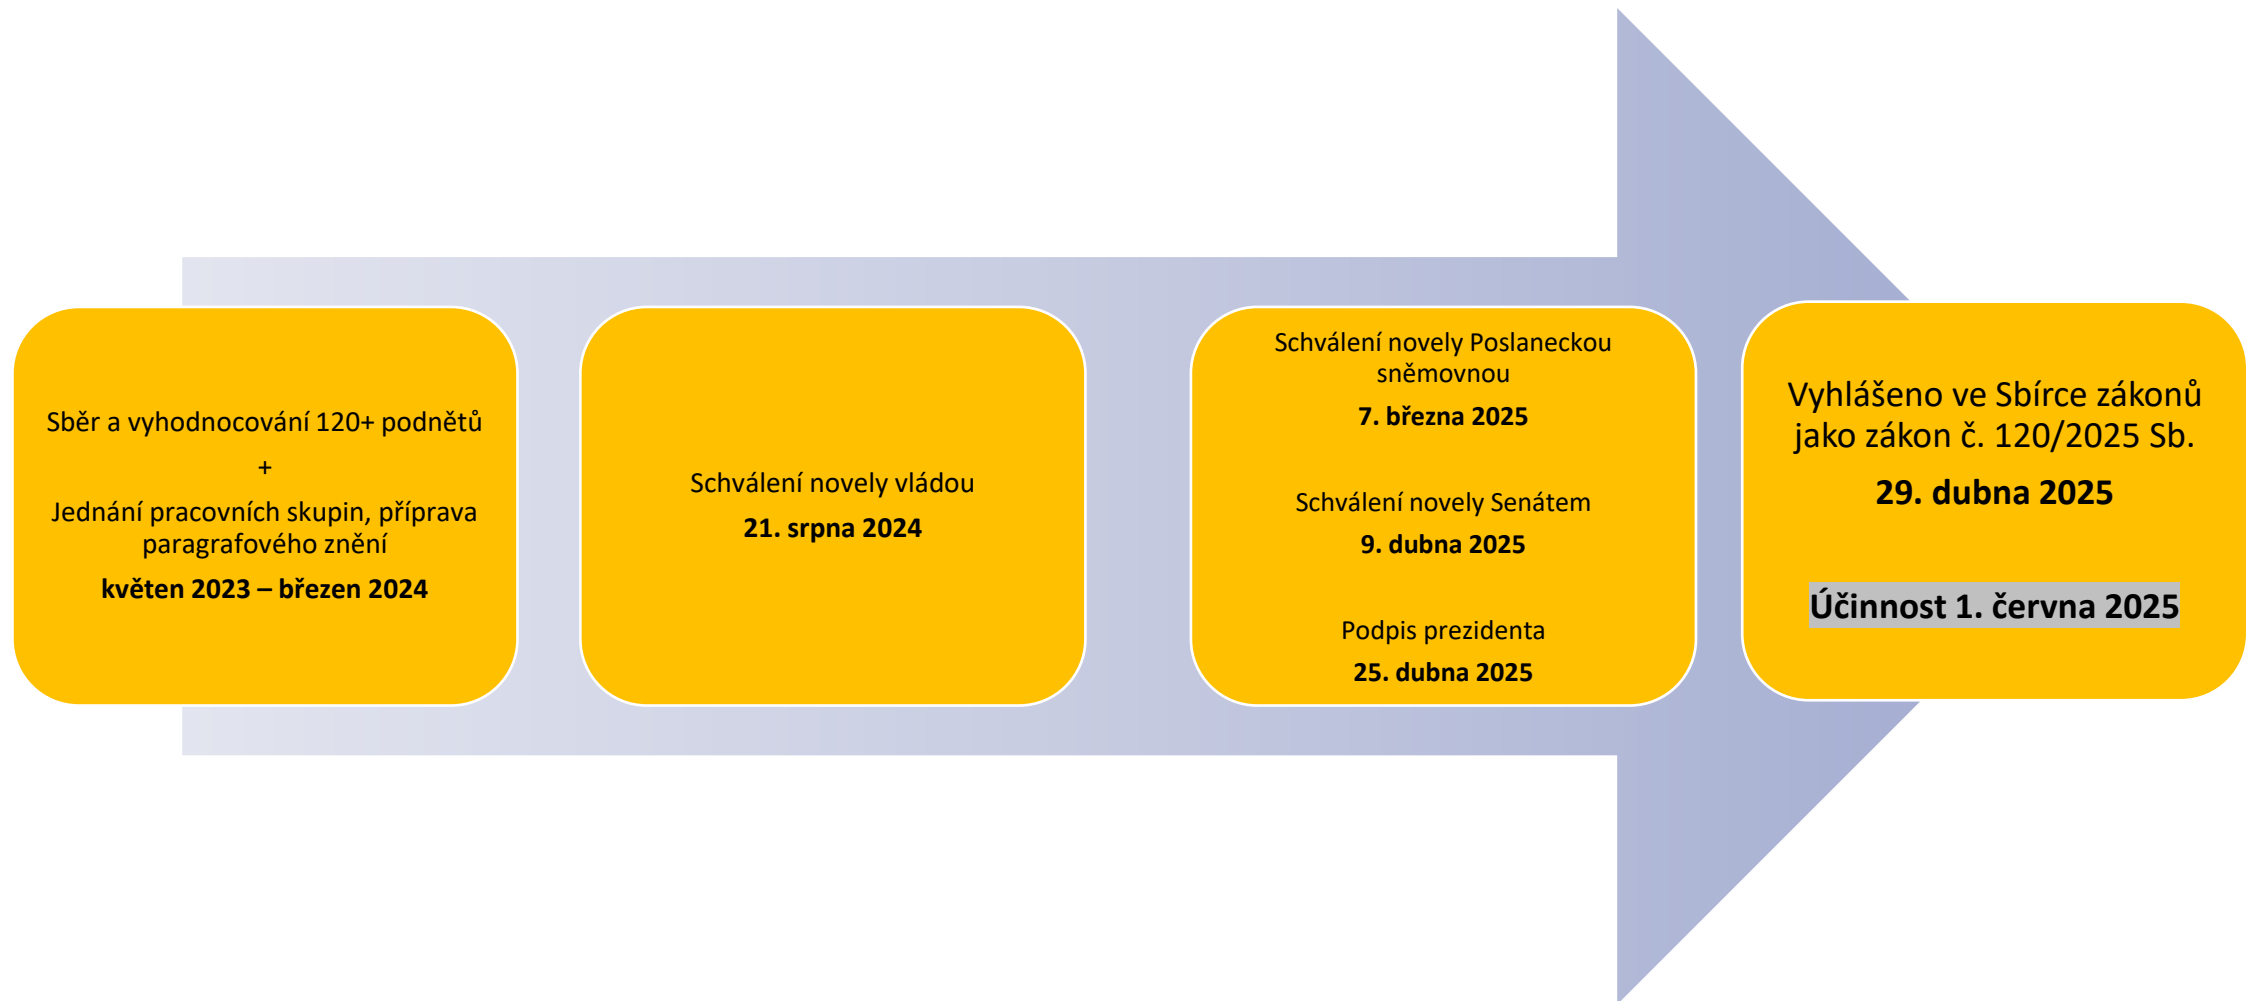 Sběr a vyhodnocování 120+ podnětů
+
Jednání pracovních skupin, příprava
paragrafového znění
květen 2023 – březen 2024
Schválení novely vládou
21. srpna 2024
Schválení novely Poslaneckou
sněmovnou
7. března 2025
Schválení novely Senátem
9. dubna 2025
Podpis prezidenta
25. dubna 2025
Vyhlášeno ve Sbírce zákonů
jako zákon č. 120/2025 Sb.
29. dubna 2025
Účinnost 1. června 2025